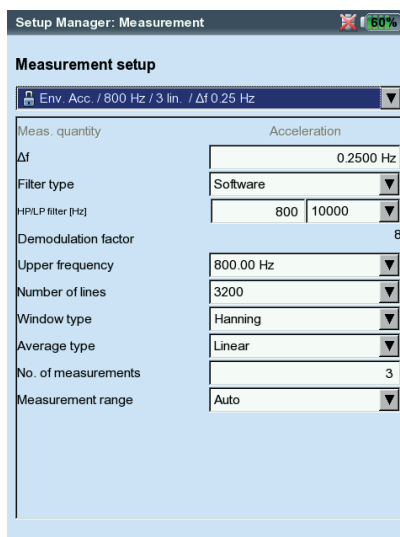 Setup Manager: Measurement 60%
Measurement setup
Env. Acc. / 800 Hz / 3 lin. / Δf 0.25 Hz
Meas. quantity Acceleration
Δf 0.2500 Hz
Filter type Software
HP/LP filter [Hz] 800 10000
Demodulation factor 8
Upper frequency 800.00 Hz
Number of lines 3200
Window type Hanning
Average type Linear
No. of measurements 3
Measurement range Auto